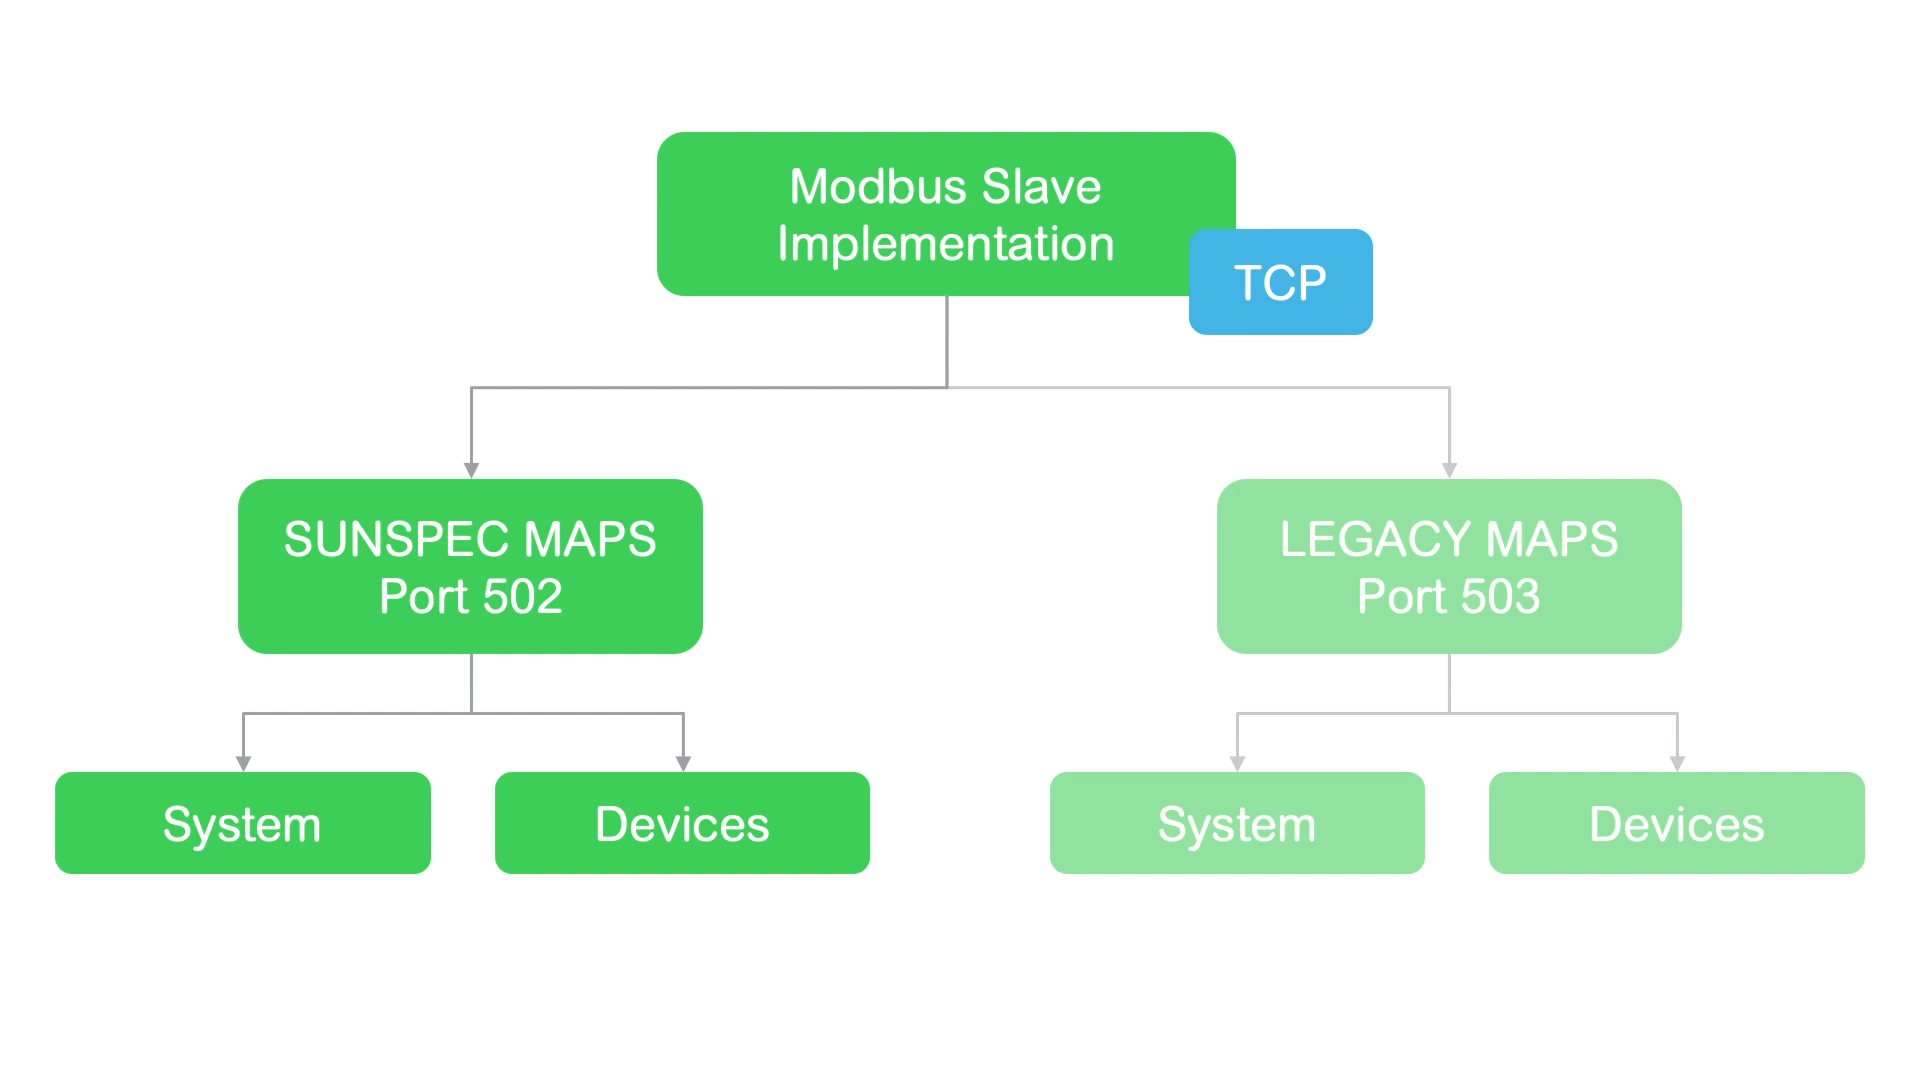 Modbus Slave
Implementation
TCP
SUNSPEC MAPS
Port 502
LEGACY MAPS
Port 503
System
Devices
System
Devices